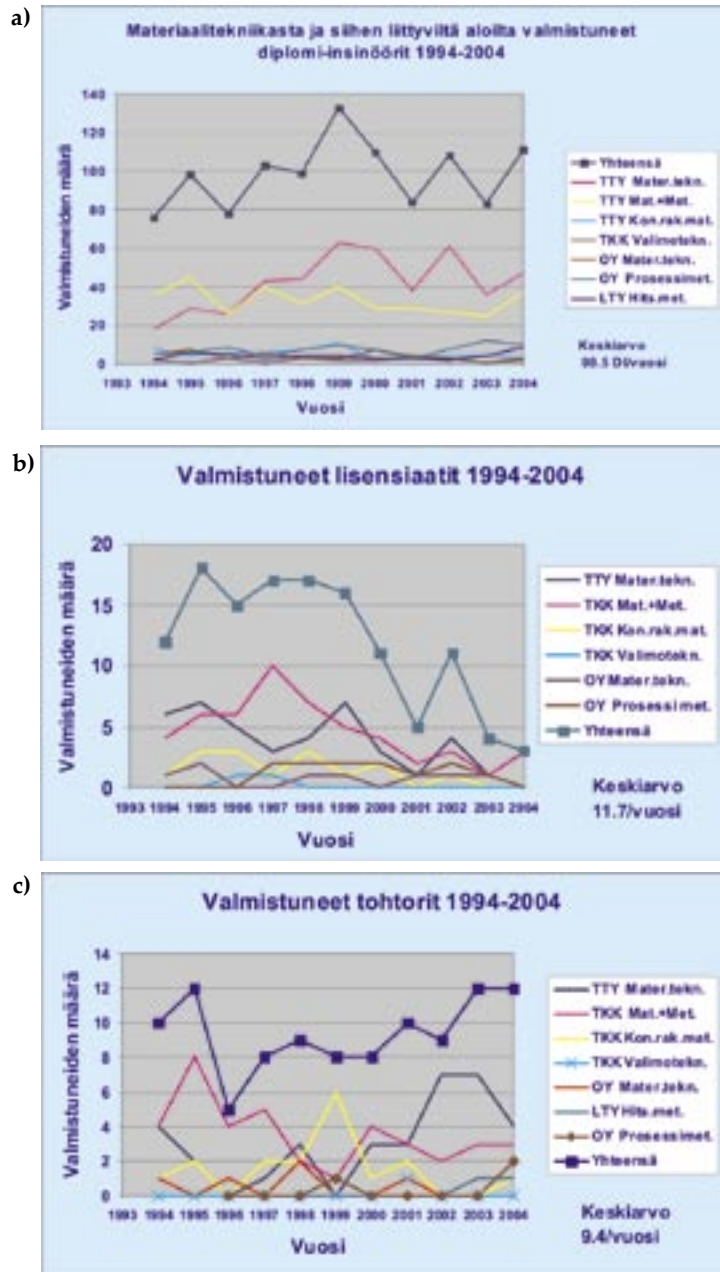 a)
Materiaalitekniikasta ja siihen liittyviltä aloilta valmistuneet
diplomi-insinöörit 1994-2004
Valmistuneiden määrä
140
120
100
80
60
40
20
0
1993 1994 1995 1996 1997 1998 1999 2000 2001 2002 2003 2004
Vuosi
Yhteensä
TTY Mater.tekn.
TTY Mat.+Met.
TTY Kon.rak.mat.
TKK Valimotekn.
OY Mater.tekn.
OY Prosessimet.
LTY Hits.met.
Keskiarvo
98.5 DI/vuosi
b)
Valmistuneet lisensiaatit 1994-2004
Valmistuneiden määrä
20
15
10
5
0
1993 1994 1995 1996 1997 1998 1999 2000 2001 2002 2003 2004
Vuosi
TTY Mater.tekn.
TKK Mat.+Met.
TKK Kon.rak.mat.
TKK Valimotekn.
OY Mater.tekn.
OY Prosessimet.
Yhteensä
Keskiarvo
11.7/vuosi
c)
Valmistuneet tohtorit 1994-2004
Valmistuneiden määrä
14
12
10
8
6
4
2
0
1993 1994 1995 1996 1997 1998 1999 2000 2001 2002 2003 2004
Vuosi
TTY Mater.tekn.
TKK Mat.+Met.
TKK Kon.rak.mat.
TKK Valimotekn.
OY Mater.tekn.
LTY Hits.met.
OY Prosessimet.
Yhteensä
Keskiarvo
9.4/vuosi